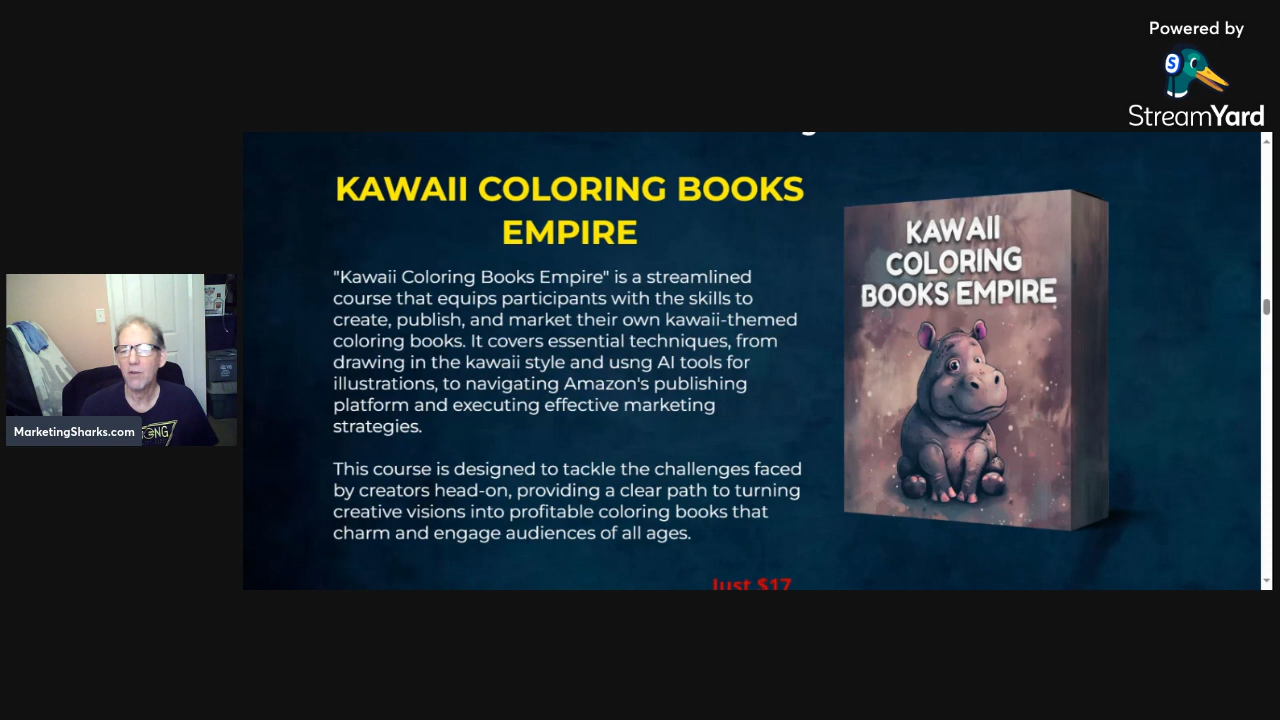 Powered by
S
StreamYard
KAWAII COLORING BOOKS
EMPIRE
"Kawaii Coloring Books Empire" is a streamlined
course that equips participants with the skills to
create, publish, and market their own kawaii-themed
coloring books. It covers essential techniques, from
drawing in the kawaii style and usng AI tools for
illustrations, to navigating Amazon's publishing
platform and executing effective marketing
strategies.
This course is designed to tackle the challenges faced
by creators head-on, providing a clear path to turning
creative visions into profitable coloring books that
charm and engage audiences of all ages.
Just $17
KAWAII
COLORING
BOOKS EMPIRE
MarketingSharks.com